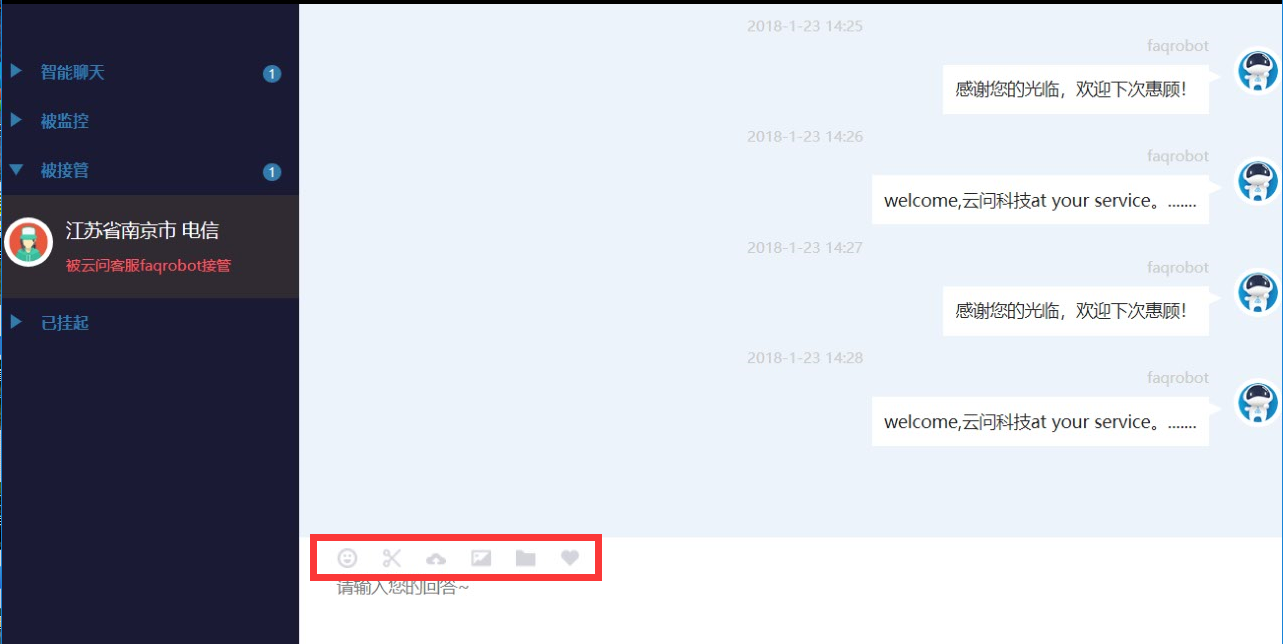 智能聊天 1
被监控
被接管 1
江苏省南京市 电信
被云问客服faqrobot接管
已挂起
2018-1-23 14:25
faqrobot
感谢您的光临，欢迎下次惠顾！
2018-1-23 14:26
faqrobot
welcome,云问科技at your service。.......
2018-1-23 14:27
faqrobot
感谢您的光临，欢迎下次惠顾！
2018-1-23 14:28
faqrobot
welcome,云问科技at your service。.......
请输入您的回答~